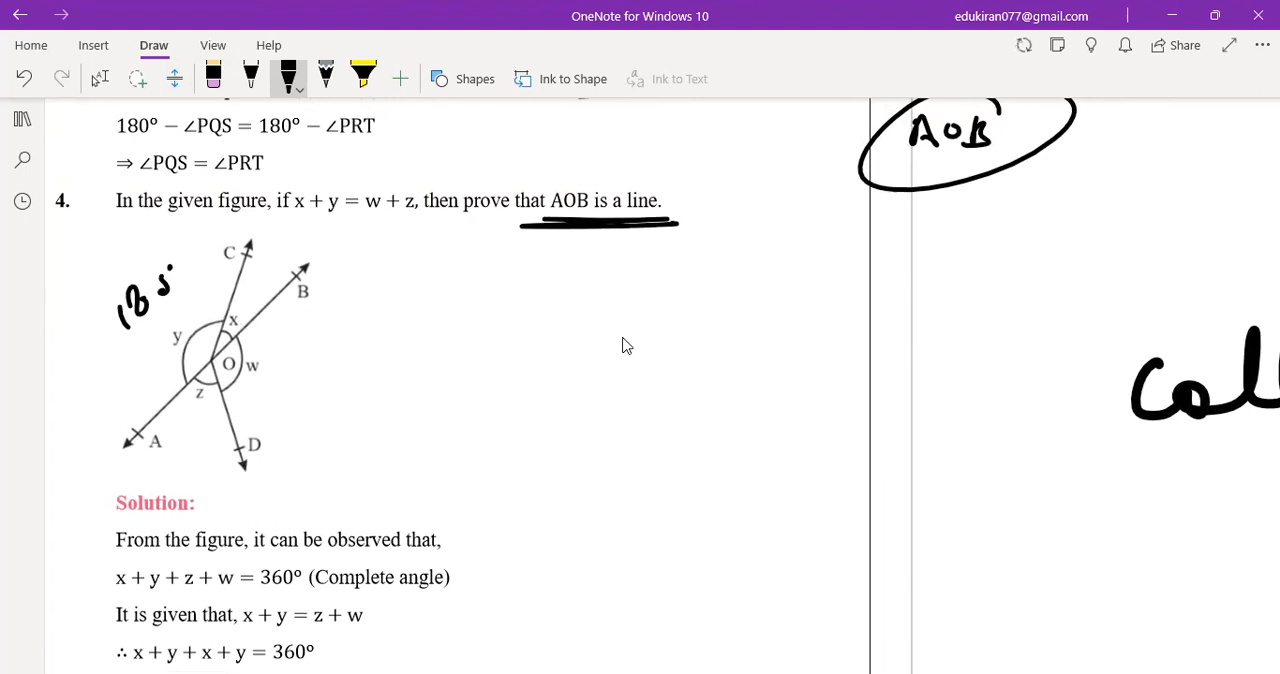 OneNote for Windows 10
edukiran077@gmail.com
Home Insert Draw View Help
Share
Shapes Ink to Shape Ink to Text
180° − ∠PQS = 180° − ∠PRT
⇒ ∠PQS = ∠PRT
AOB
4. In the given figure, if x + y = w + z, then prove that AOB is a line.
C
B
x
y
O w
z
A
D
Solution:
From the figure, it can be observed that,
x + y + z + w = 360° (Complete angle)
It is given that, x + y = z + w
∴ x + y + x + y = 360°